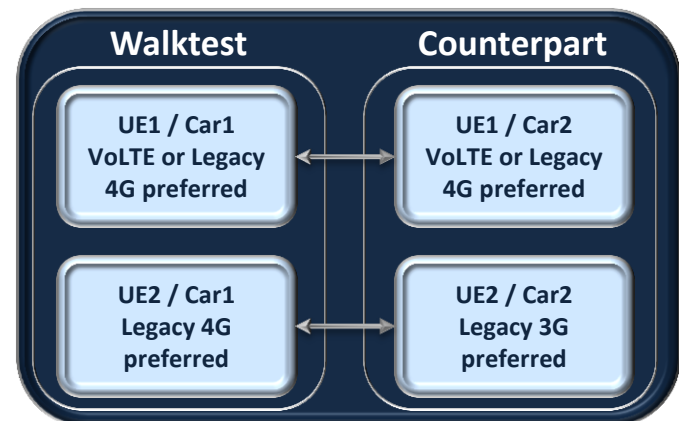 Walktest
Counterpart
UE1 / Car1
VoLTE or Legacy
4G preferred
UE1 / Car2
VoLTE or Legacy
4G preferred
UE2 / Car1
Legacy 4G
preferred
UE2 / Car2
Legacy 3G
preferred